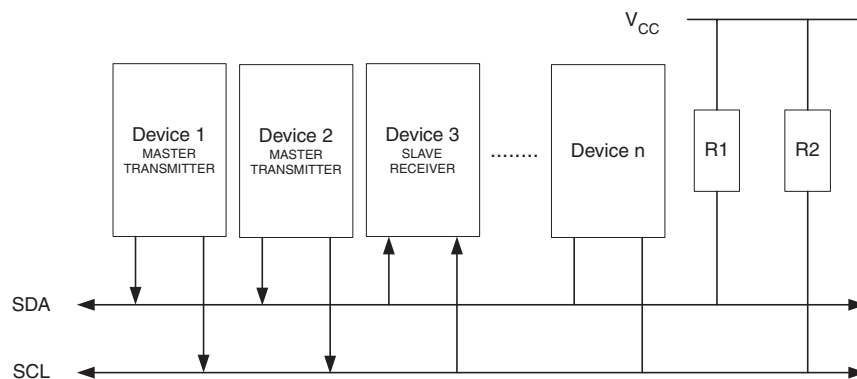 V_CC
Device 1
MASTER
TRANSMITTER
Device 2
MASTER
TRANSMITTER
Device 3
SLAVE
RECEIVER
........
Device n
R1
R2
SDA
SCL